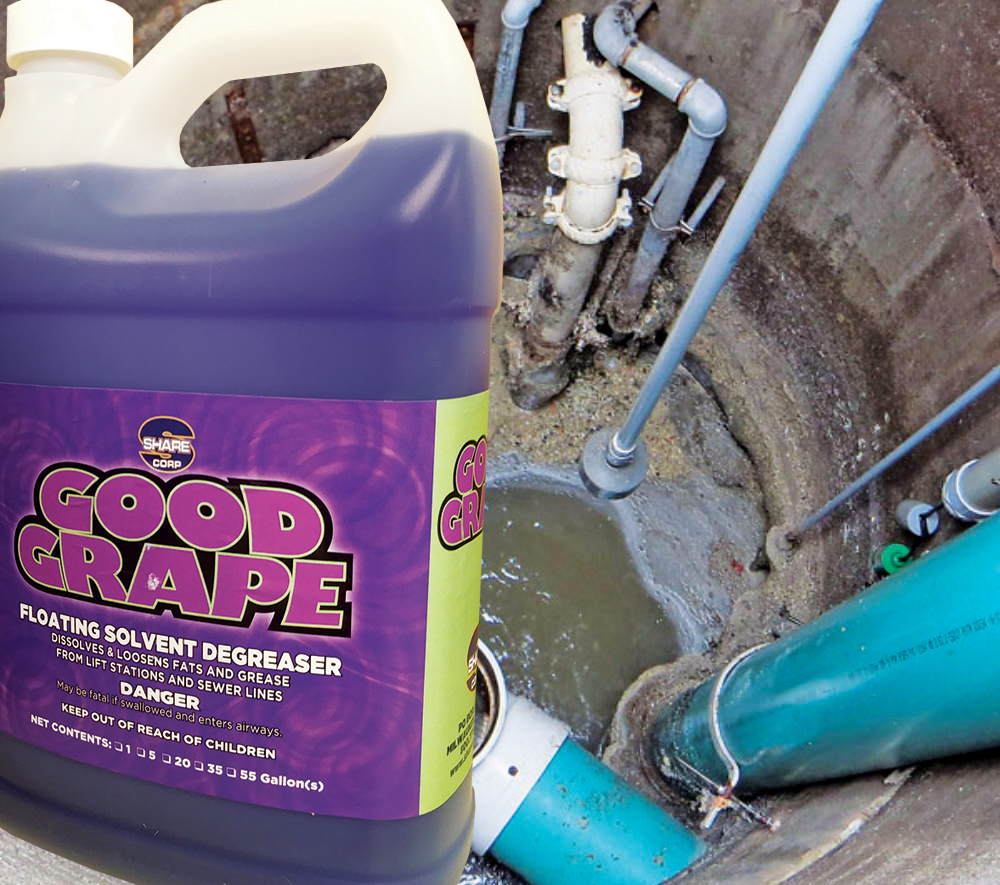 SHARE
CORP
GOOD
GRAPE
FLOATING SOLVENT DEGREASER
DISSOLVES & LOOSENS FATS AND GREASE
FROM LIFT STATIONS AND SEWER LINES
DANGER
May be fatal if swallowed and enters airways.
KEEP OUT OF REACH OF CHILDREN
NET CONTENTS: ❑ 1 ❑ 5 ❑ 20 ❑ 35 ❑ 55 Gallon(s)
GO
GR